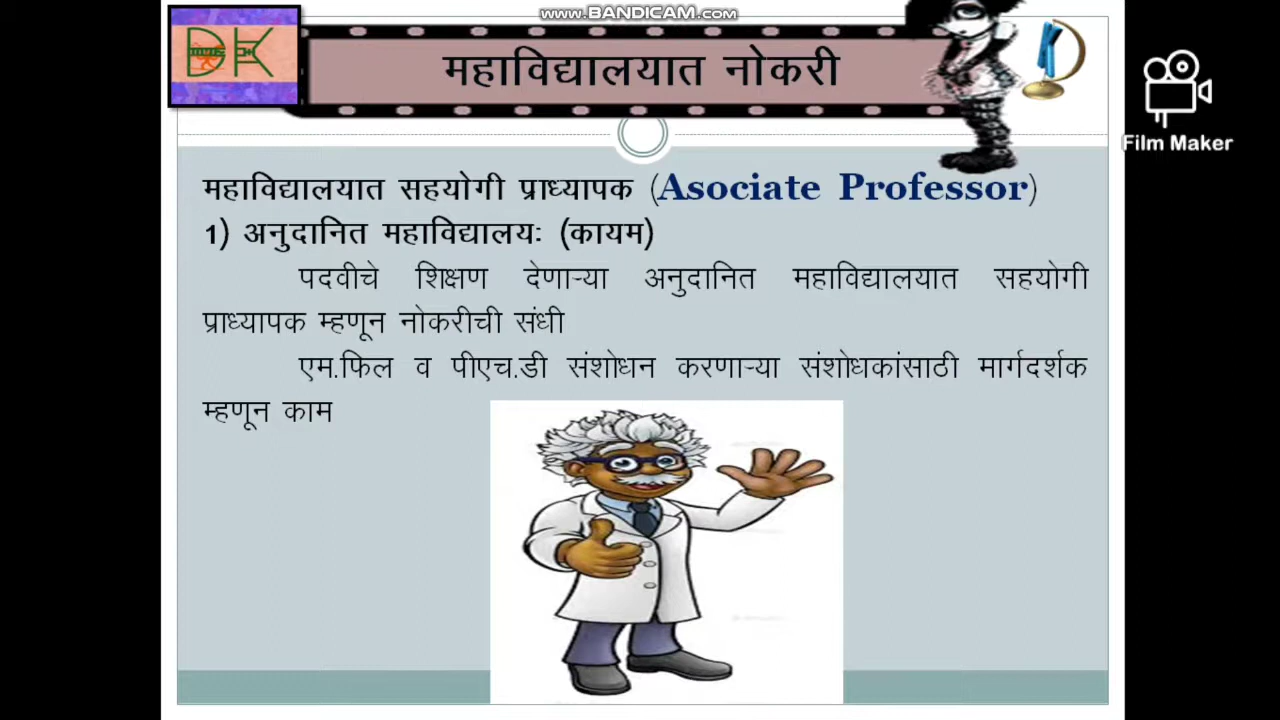 www.BANDICAM.com
DK
महाविद्यालयात नोकरी
Film Maker
महाविद्यालयात सहयोगी प्राध्यापक (Asociate Professor)
1) अनुदानित महाविद्यालयः (कायम)
पदवीचे शिक्षण देणाऱ्या अनुदानित महाविद्यालयात सहयोगी
प्राध्यापक म्हणून नोकरीची संधी
एम.फिल व पीएच.डी संशोधन करणाऱ्या संशोधकांसाठी मार्गदर्शक
म्हणून काम